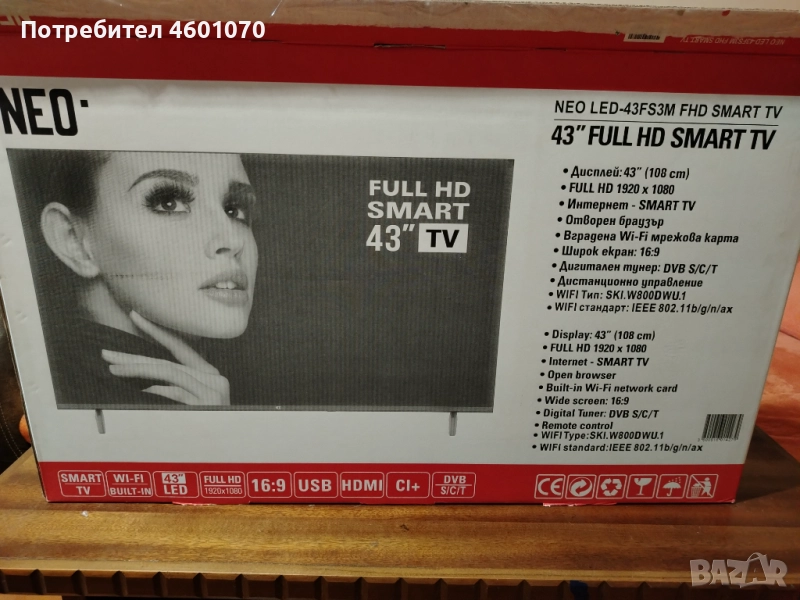 Потребител 4601070
NEO
NEO LED-43FS3M FHD SMART TV
43" FULL HD SMART TV
FULL HD
SMART
43" TV
• Дисплей: 43" (108 cm)
• FULL HD 1920 x 1080
• Интернет - SMART TV
• Отворен браузър
• Вградена Wi-Fi мрежова карта
• Широк екран: 16:9
• Дигитален тунер: DVB S/C/T
• Дистанционно управление
• WIFI Тип: SKI.W800DWU.1
• WIFI стандарт: IEEE 802.11b/g/n/ax
• Display: 43" (108 cm)
• FULL HD 1920 x 1080
• Internet - SMART TV
• Open browser
• Built-in Wi-Fi network card
• Wide screen: 16:9
• Digital Tuner: DVB S/C/T
• Remote control
• WIFI Type:SKI.W800DWU.1
• WIFI standard:IEEE 802.11b/g/n/ax
SMART TV
WI-FI BUILT-IN
43" LED
FULL HD 1920x1080
16:9
USB
HDMI
CI+
DVB S/C/T
CE
BAZAR